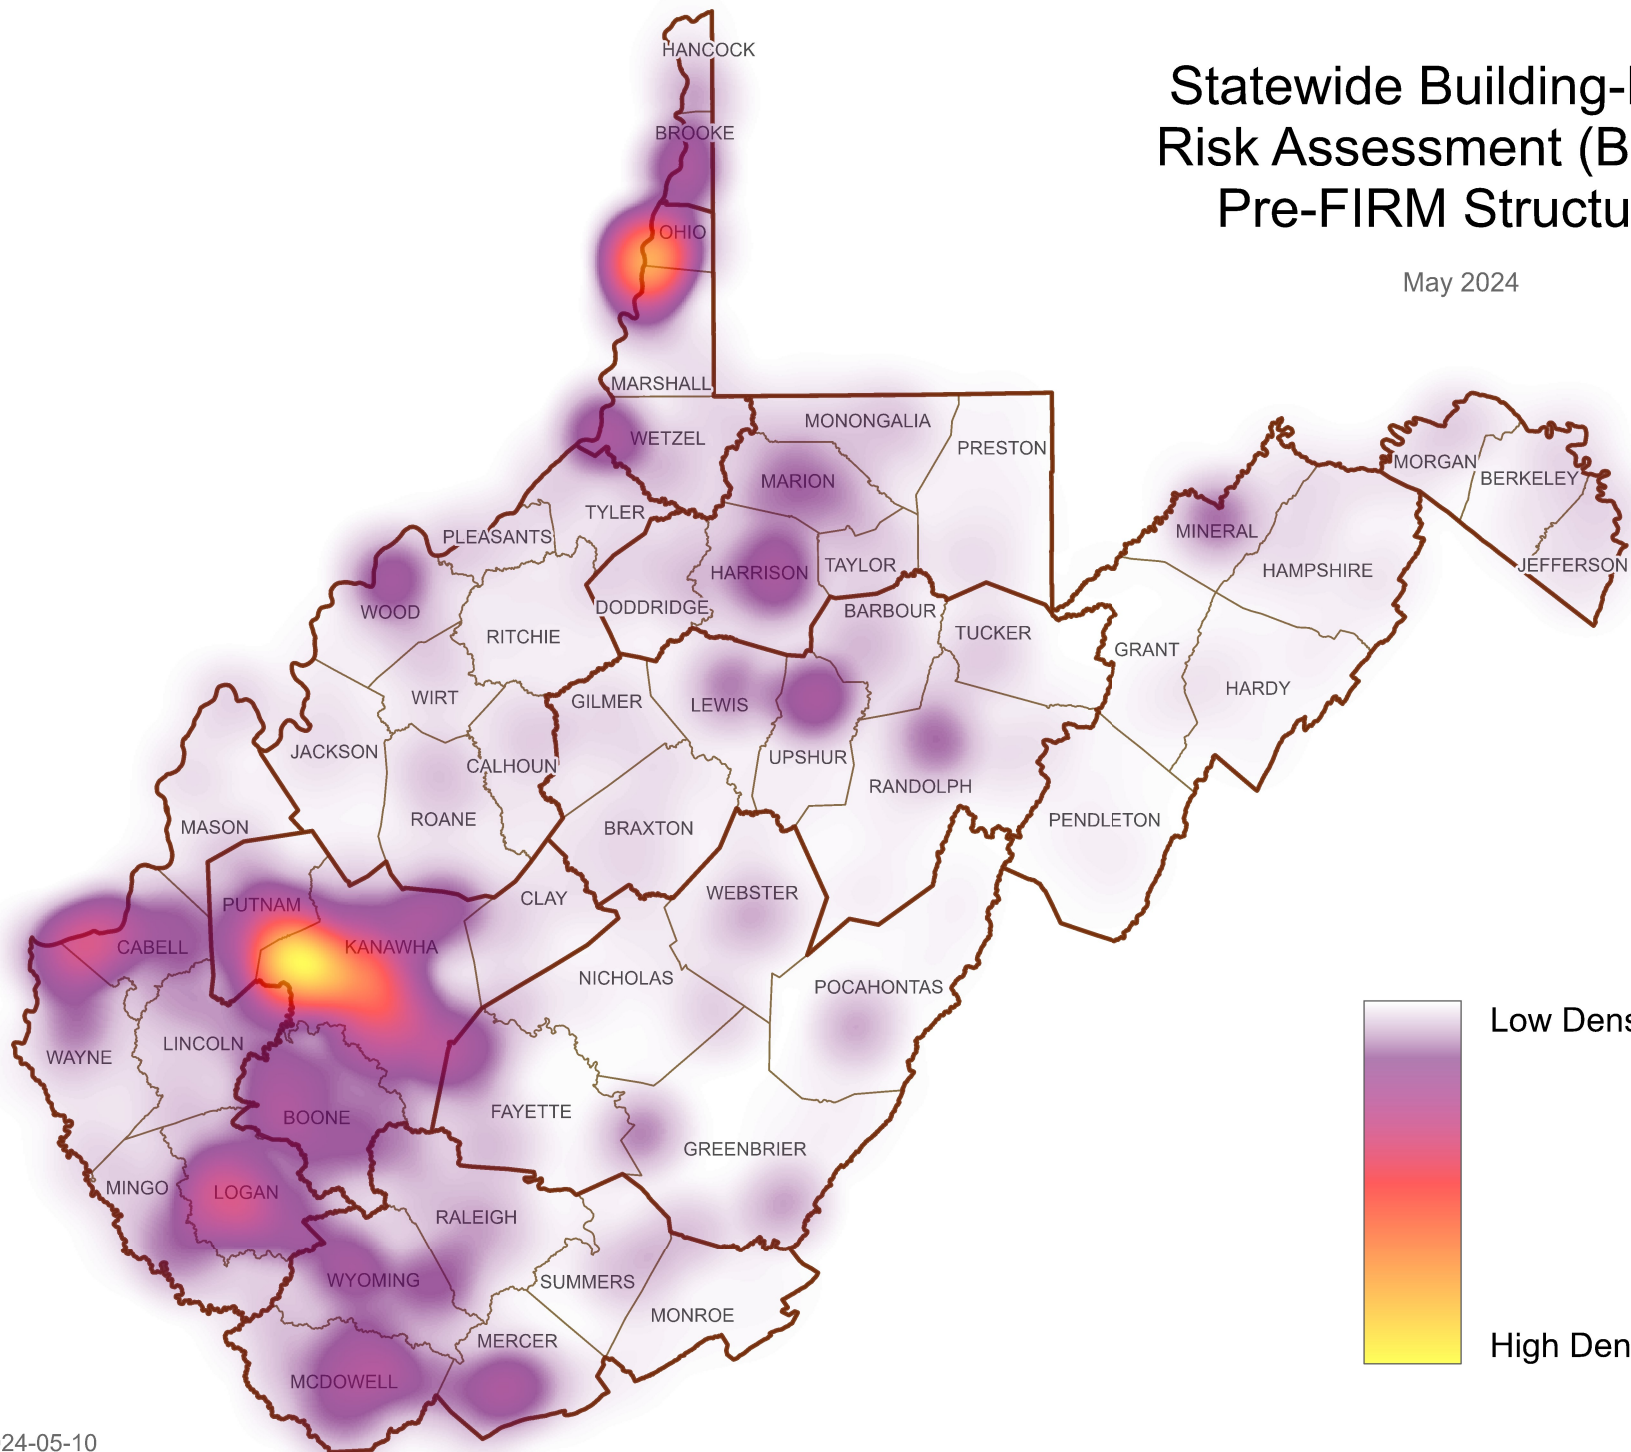 Statewide Building-
Risk Assessment (B
Pre-FIRM Structu
May 2024
HANCOCK
BROOKE
OHIO
MARSHALL
WETZEL
MONONGALIA
PRESTON
MARION
MORGAN
BERKELEY
TYLER
PLEASANTS
MINERAL
HARRISON
TAYLOR
HAMPSHIRE
JEFFERSON
WOOD
DODDRIDGE
BARBOUR
RITCHIE
TUCKER
GRANT
WIRT
GILMER
LEWIS
HARDY
JACKSON
CALHOUN
UPSHUR
RANDOLPH
MASON
ROANE
BRAXTON
PENDLETON
PUTNAM
CLAY
WEBSTER
CABELL
KANAWHA
NICHOLAS
POCAHONTAS
WAYNE
LINCOLN
BOONE
FAYETTE
GREENBRIER
MINGO
LOGAN
RALEIGH
WYOMING
SUMMERS
MONROE
MERCER
MCDOWELL
Low Dens
High Den
24-05-10